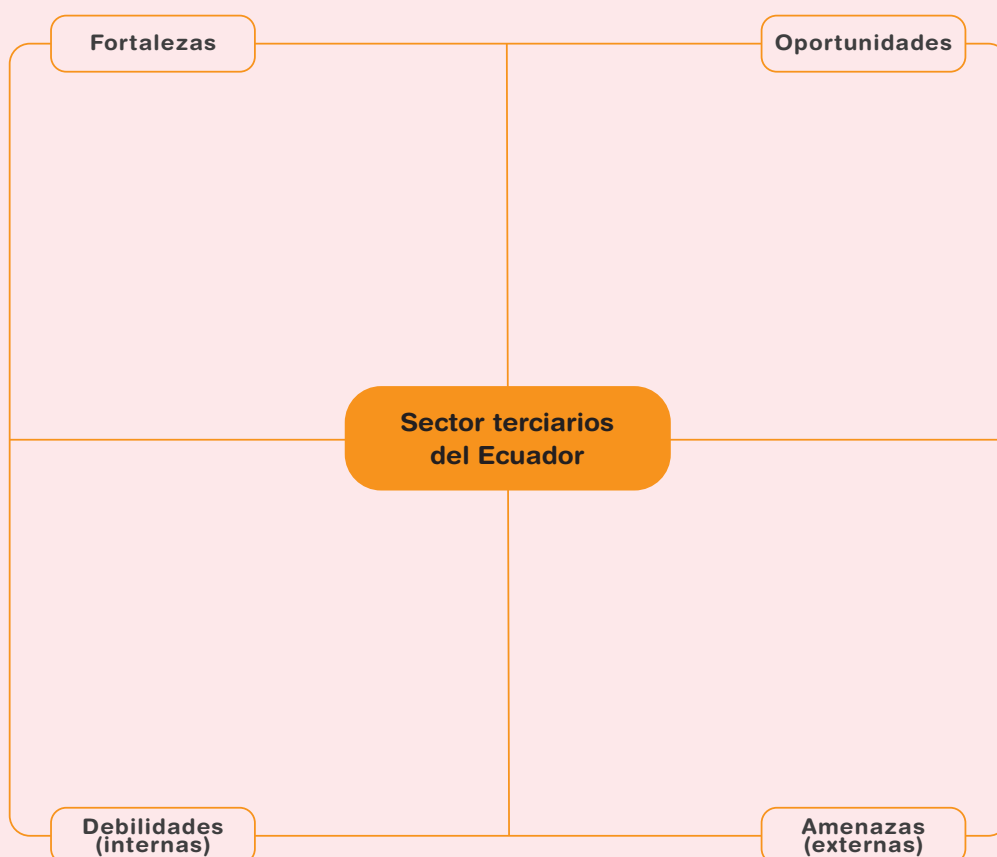 Fortalezas
Oportunidades
Sector terciarios
del Ecuador
Debilidades
(internas)
Amenazas
(externas)